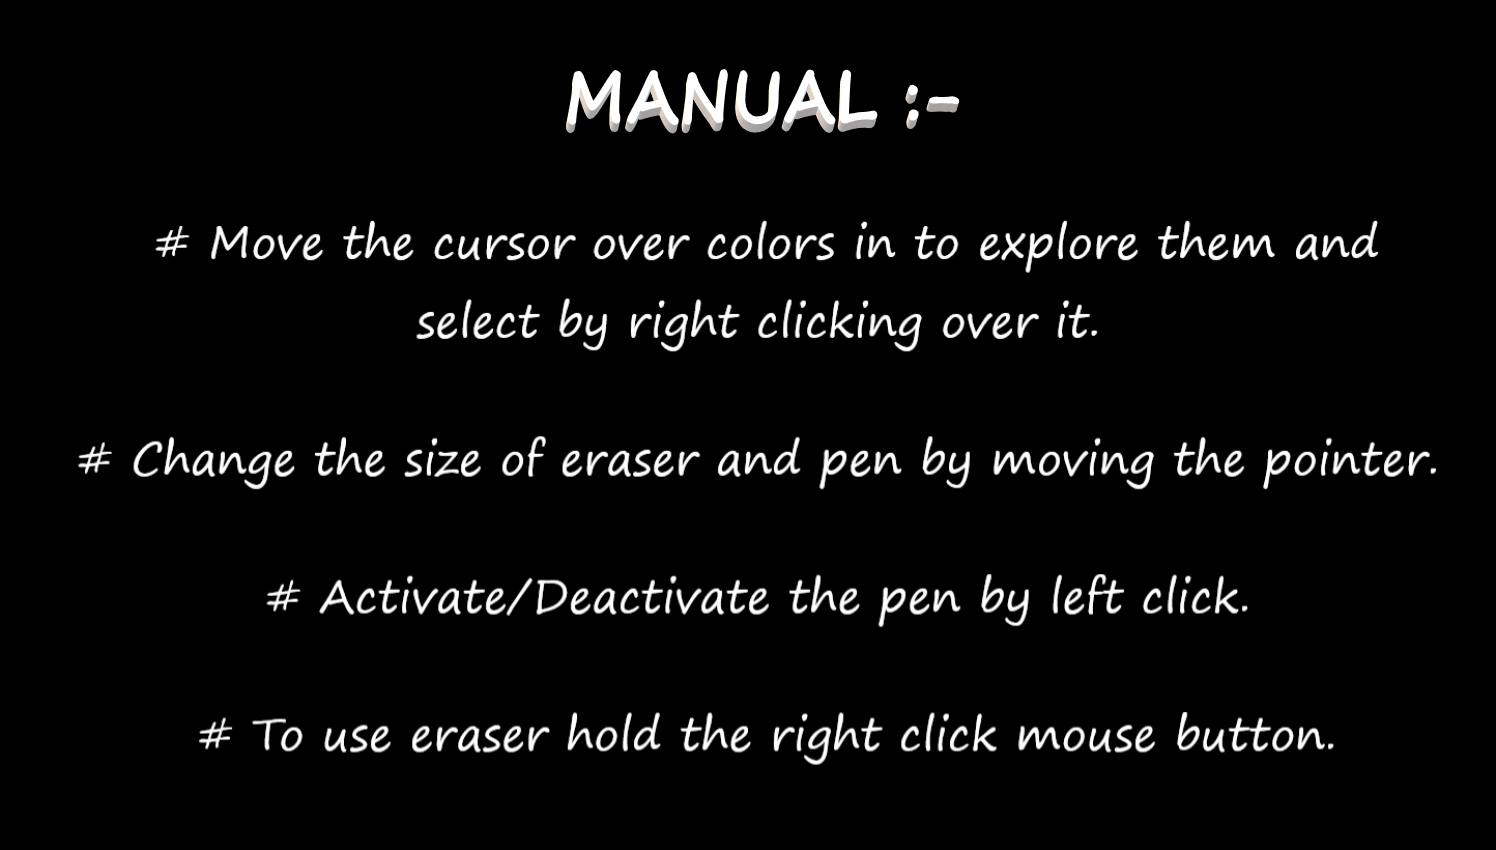 MANUAL :-
# Move the cursor over colors in to explore them and
select by right clicking over it.
# Change the size of eraser and pen by moving the pointer.
# Activate/Deactivate the pen by left click.
# To use eraser hold the right click mouse button.